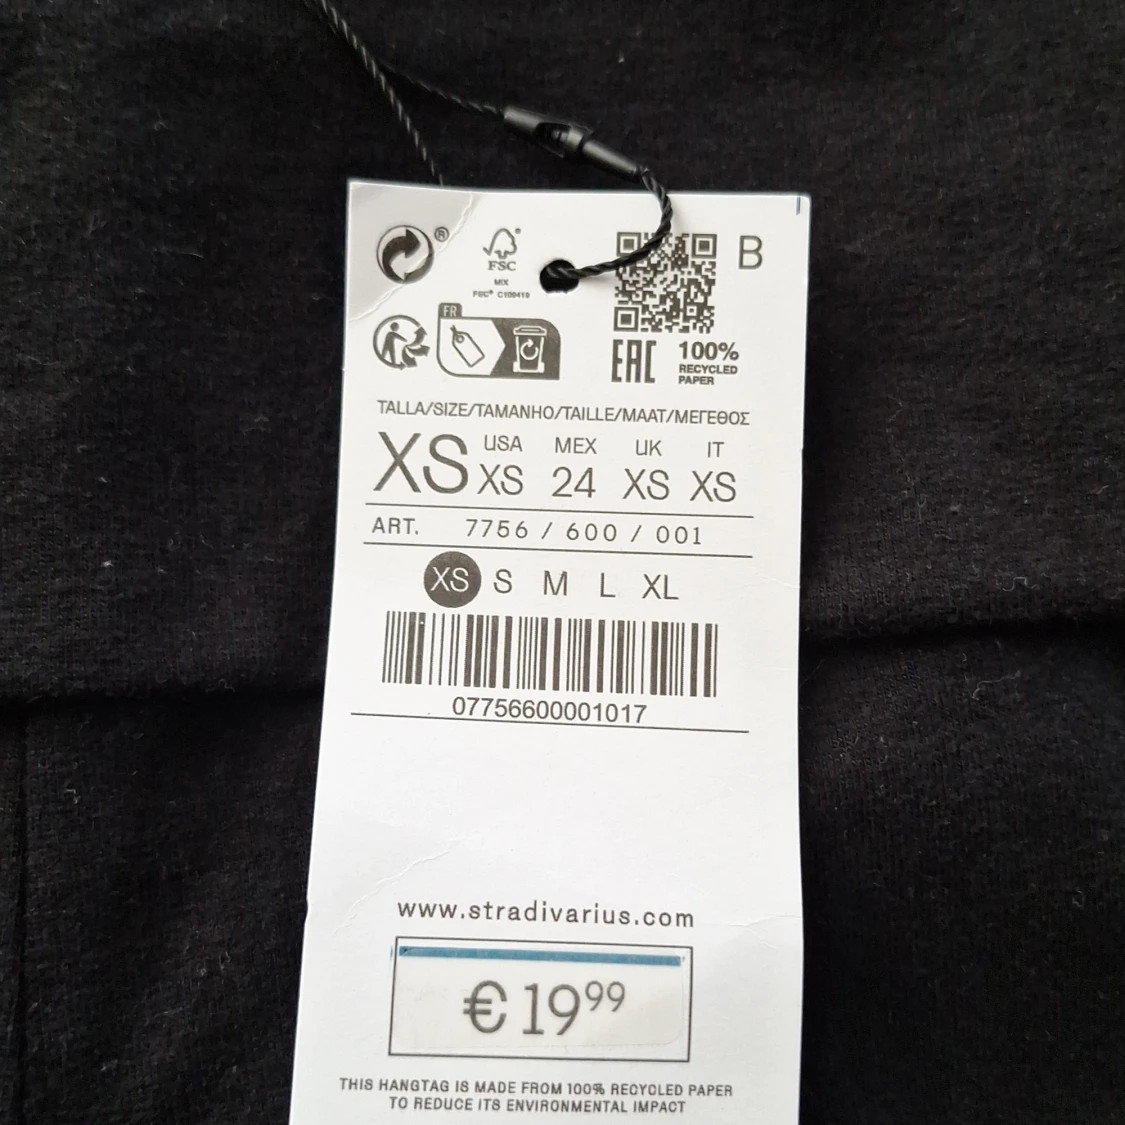 ®
FSC®
MIX
FSC® C100410
B
FR
EAC
100%
RECYCLED
PAPER
TALLA/SIZE/TAMANHO/TAILLE/MAAT/ΜΕΓΕΘΟΣ
XS USA MEX UK IT
XS 24 XS XS
ART. 7756 / 600 / 001
XS S M L XL
07756600001017
www.stradivarius.com
€ 19⁹⁹
THIS HANGTAG IS MADE FROM 100% RECYCLED PAPER
TO REDUCE ITS ENVIRONMENTAL IMPACT